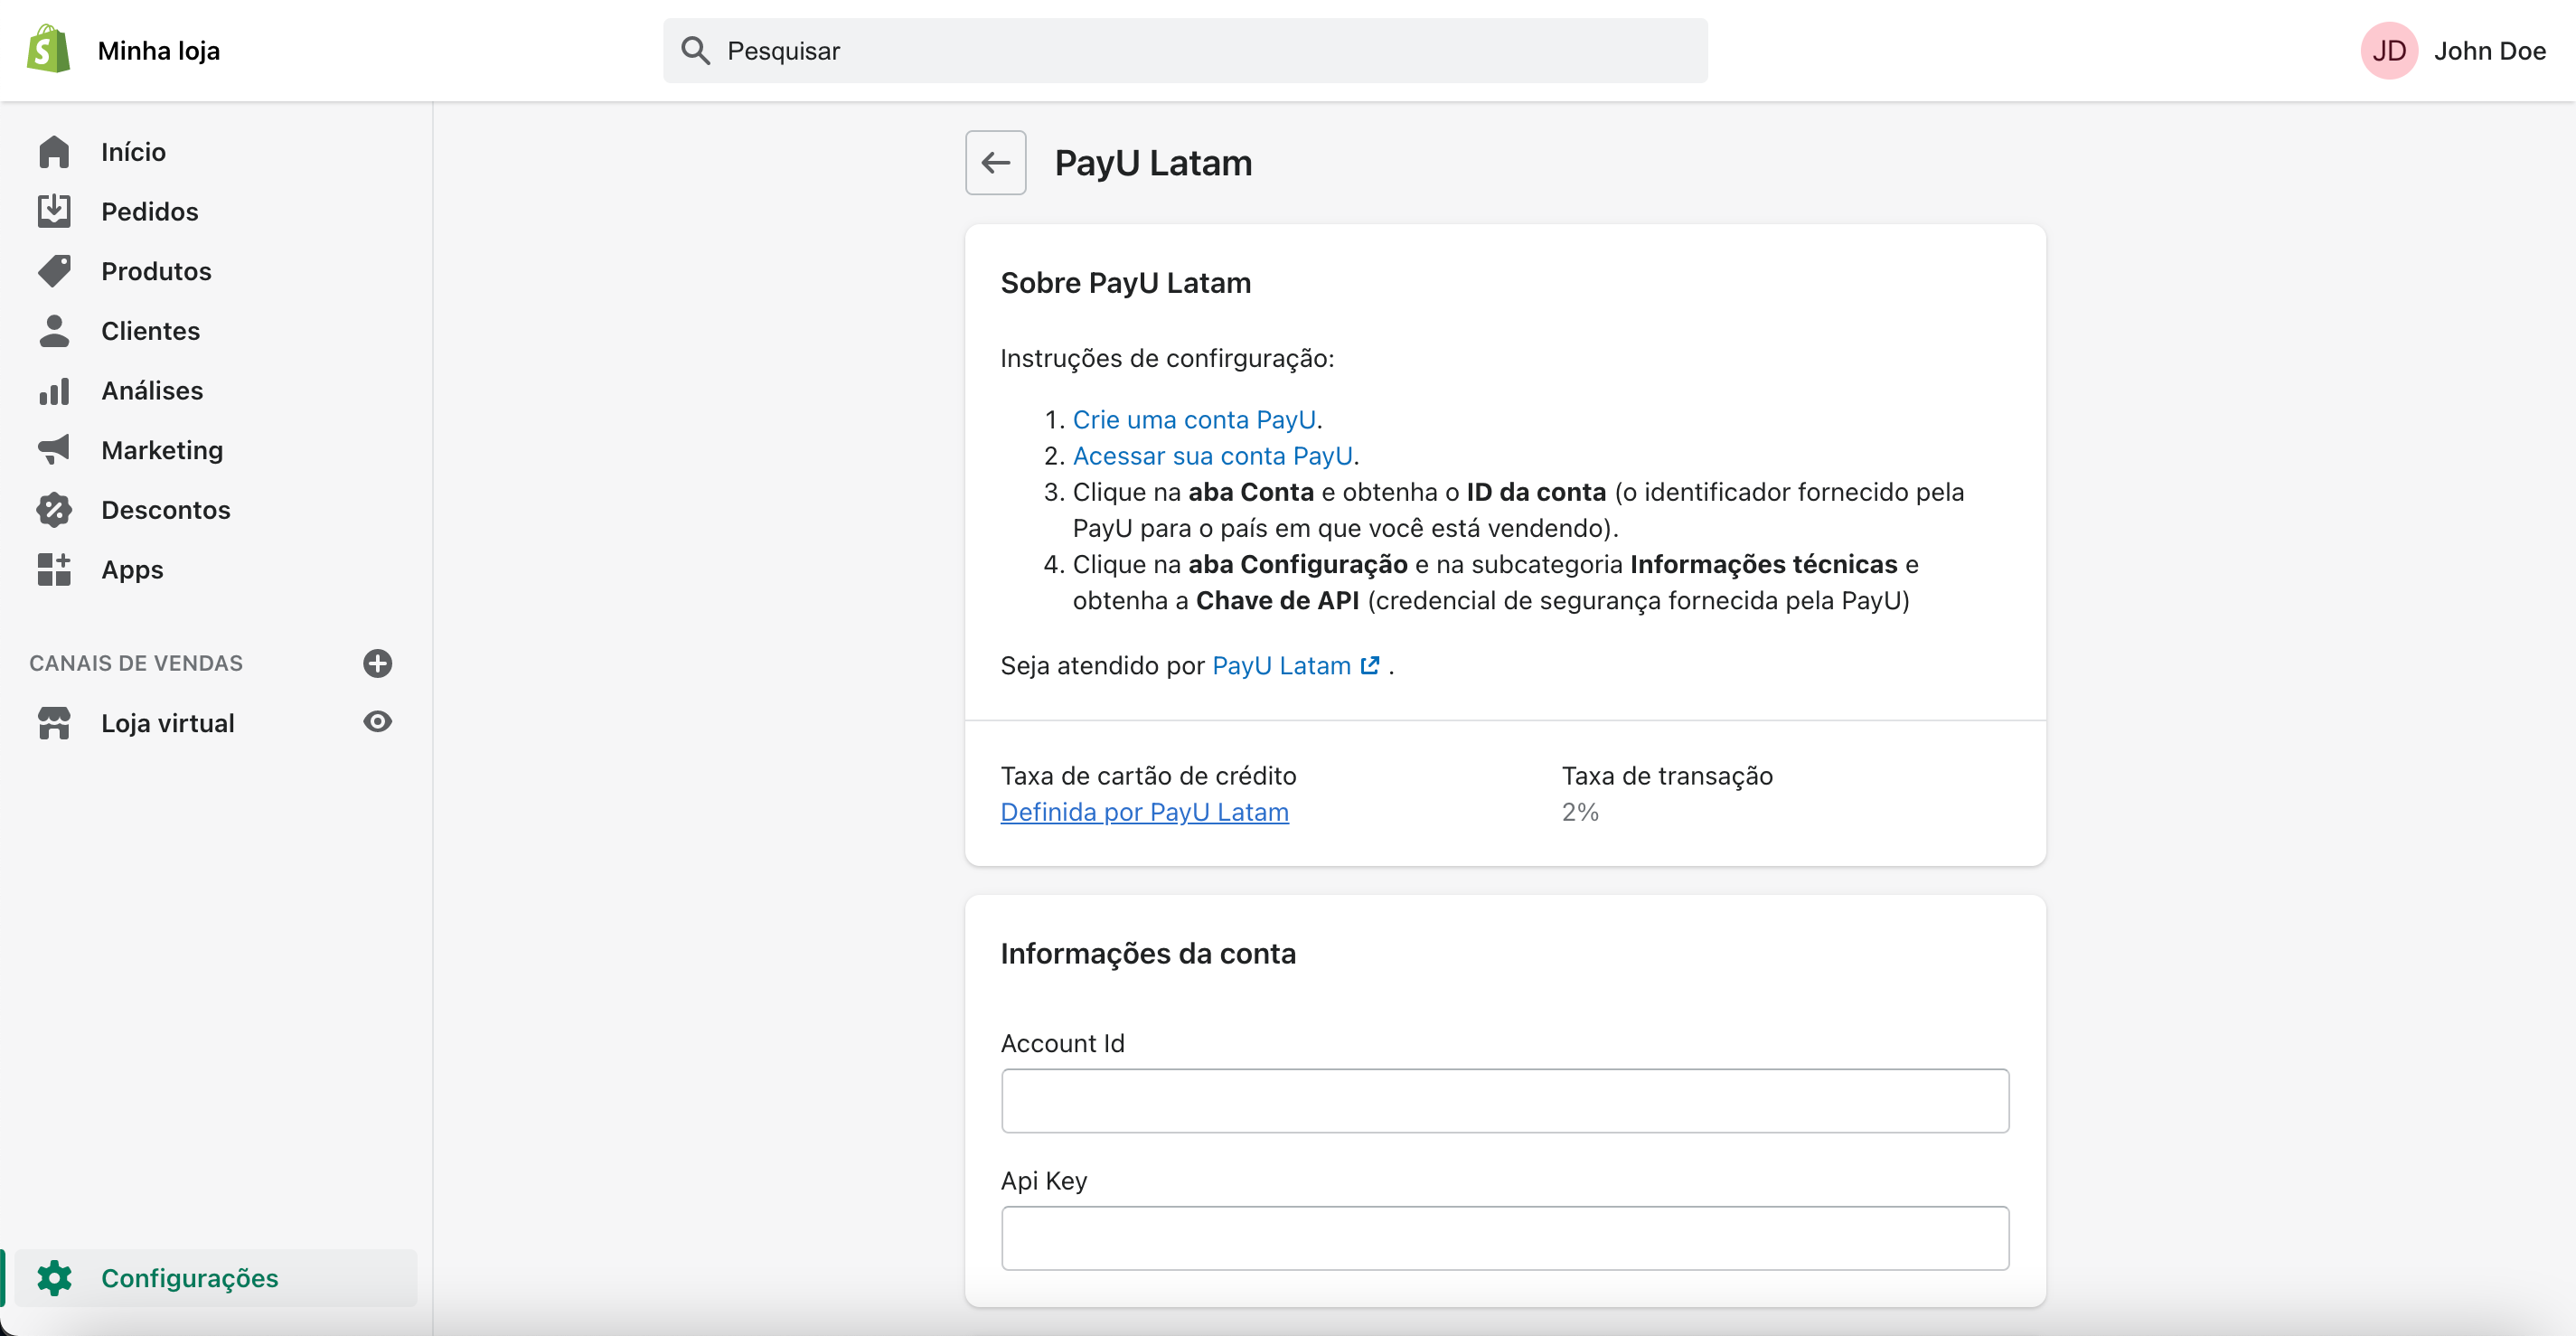 Minha loja
Pesquisar
JD
John Doe
Início
Pedidos
Produtos
Clientes
Análises
Marketing
Descontos
Apps
CANAIS DE VENDAS
Loja virtual
Configurações
PayU Latam
Sobre PayU Latam
Instruções de confirguração:
1. Crie uma conta PayU.
2. Acessar sua conta PayU.
3. Clique na aba Conta e obtenha o ID da conta (o identificador fornecido pela
PayU para o país em que você está vendendo).
4. Clique na aba Configuração e na subcategoria Informações técnicas e
obtenha a Chave de API (credencial de segurança fornecida pela PayU)
Seja atendido por PayU Latam .
Taxa de cartão de crédito
Definida por PayU Latam
Taxa de transação
2%
Informações da conta
Account Id
Api Key